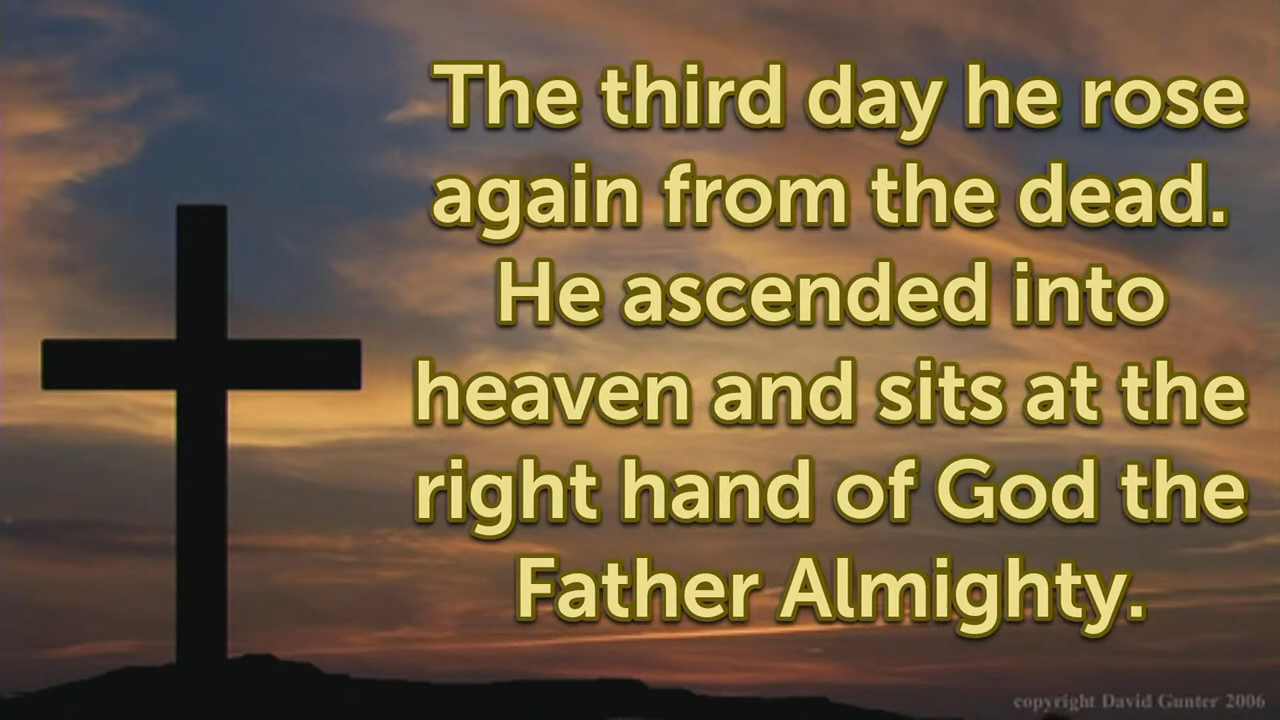 The third day he rose
again from the dead.
He ascended into
heaven and sits at the
right hand of God the
Father Almighty.
copyright David Gunter 2006